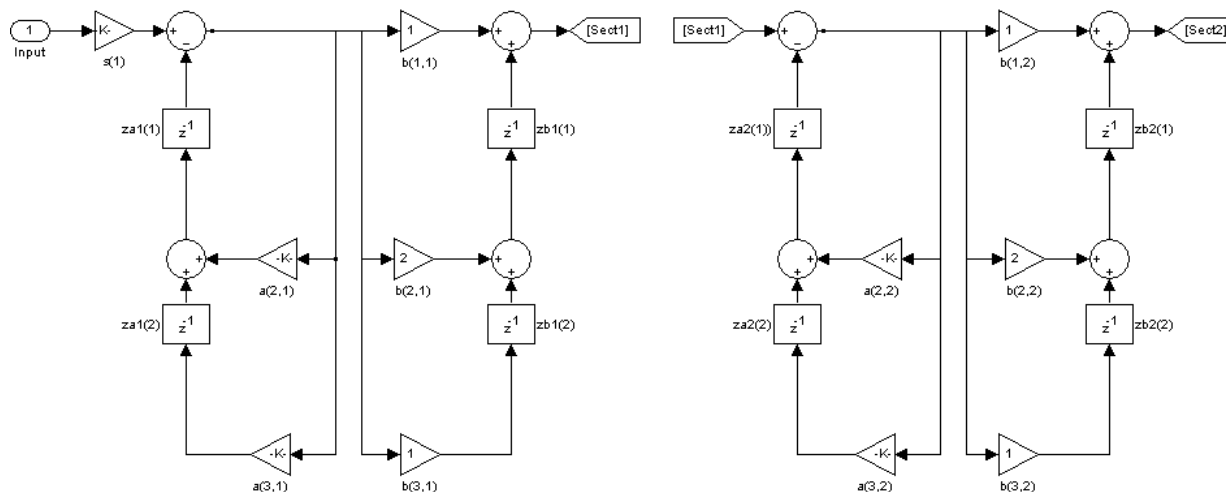 1
Input
K-
s(1)
+
−
1
b(1,1)
+
+
[Sect1]
za1(1)
z-1
zb1(1)
z-1
+
+
-K-
a(2,1)
2
b(2,1)
+
+
za1(2)
z-1
zb1(2)
z-1
-K-
a(3,1)
1
b(3,1)
[Sect1]
+
−
1
b(1,2)
+
+
[Sect2]
za2(1))
z-1
zb2(1)
z-1
+
+
-K-
a(2,2)
2
b(2,2)
+
+
za2(2)
z-1
zb2(2)
z-1
-K-
a(3,2)
1
b(3,2)